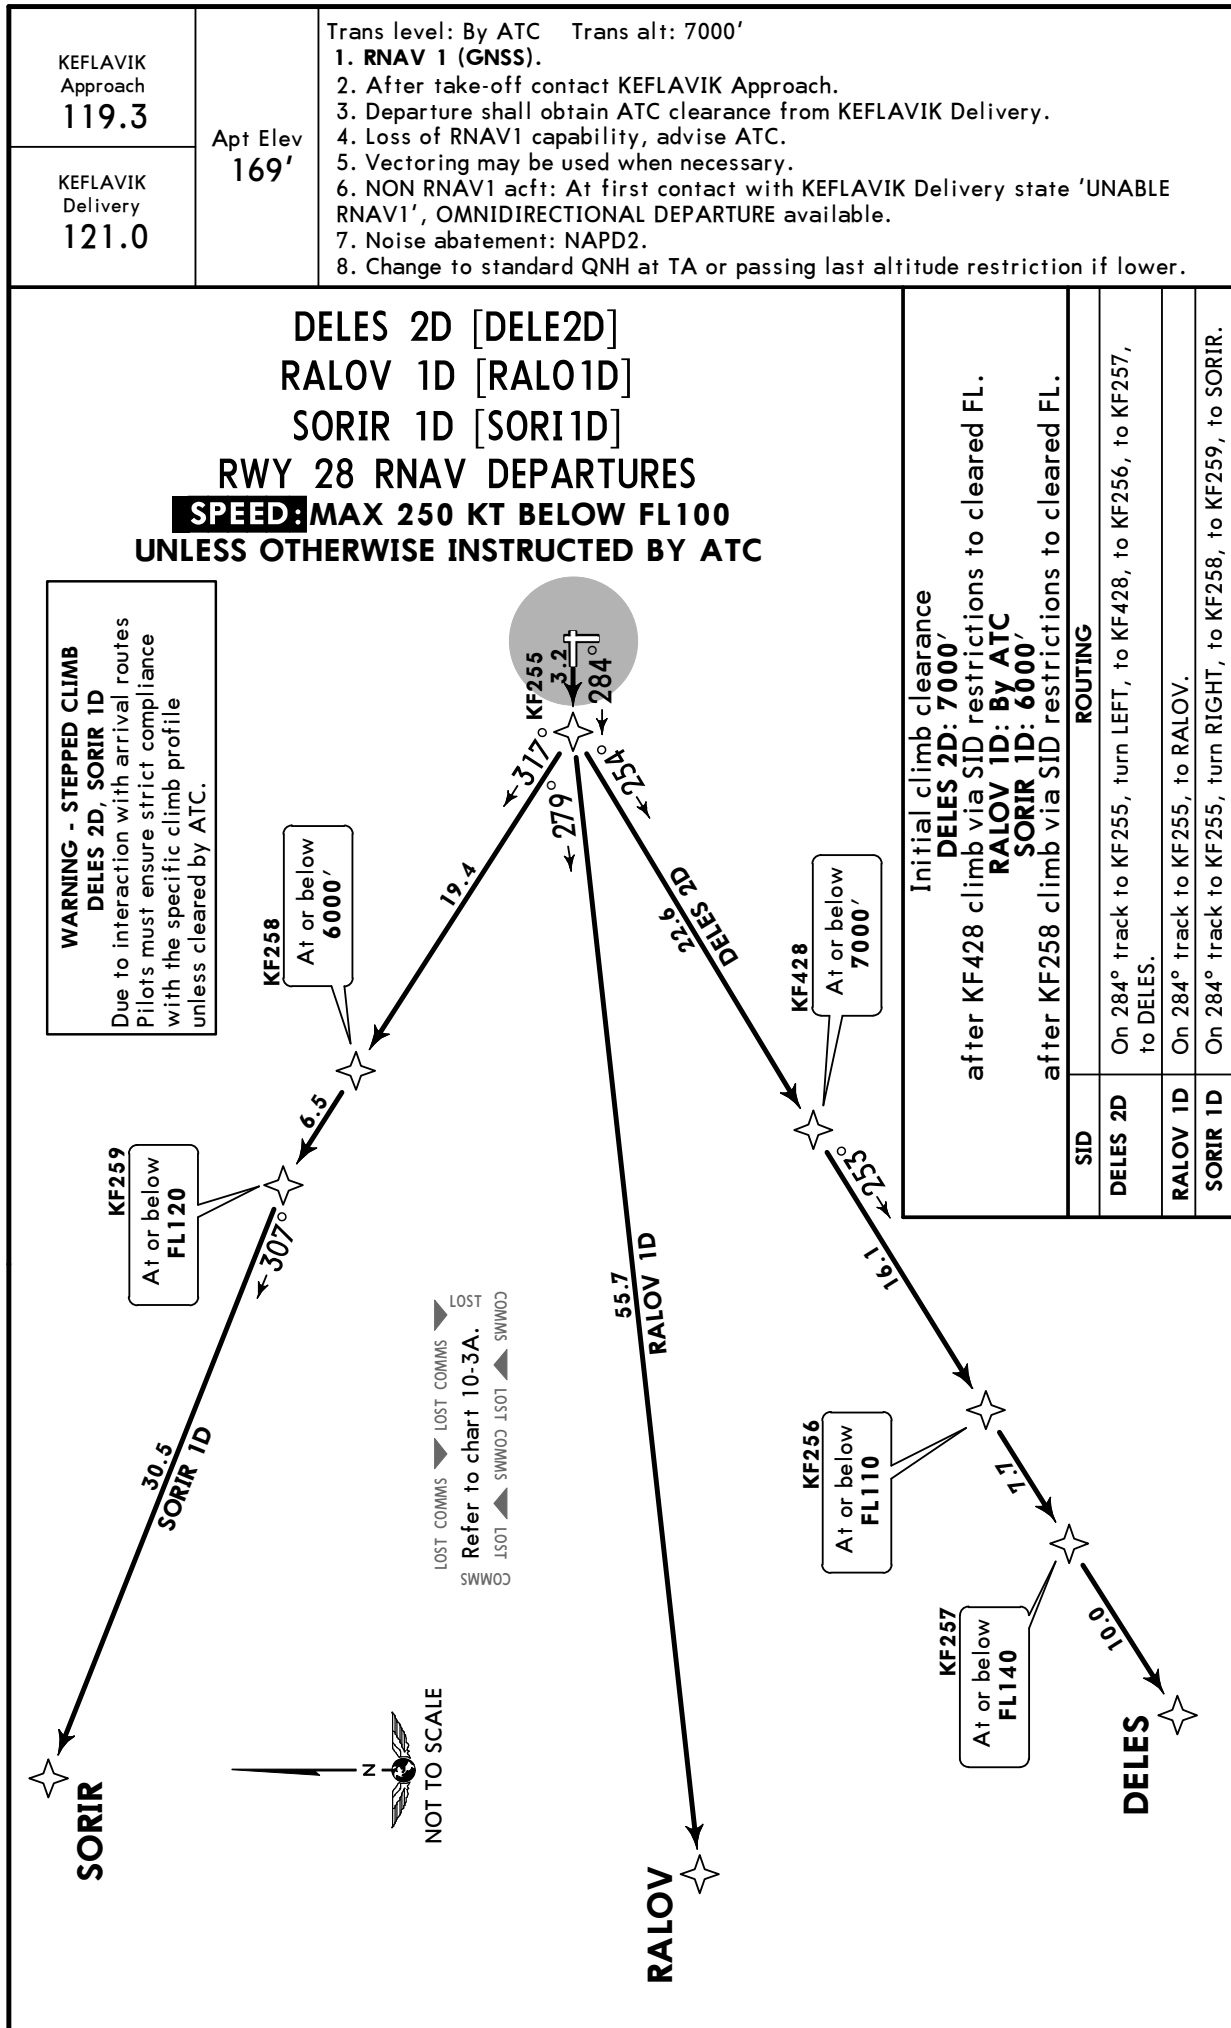 KEFLAVIK
Approach
119.3
KEFLAVIK
Delivery
121.0
Apt Elev
169'
Trans level: By ATC Trans alt: 7000'
1. RNAV 1 (GNSS).
2. After take-off contact KEFLAVIK Approach.
3. Departure shall obtain ATC clearance from KEFLAVIK Delivery.
4. Loss of RNAV1 capability, advise ATC.
5. Vectoring may be used when necessary.
6. NON RNAV1 acft: At first contact with KEFLAVIK Delivery state 'UNABLE
RNAV1', OMNIDIRECTIONAL DEPARTURE available.
7. Noise abatement: NAPD2.
8. Change to standard QNH at TA or passing last altitude restriction if lower.
DELES 2D [DELE2D]
RALOV 1D [RALO1D]
SORIR 1D [SORI1D]
RWY 28 RNAV DEPARTURES
SPEED: MAX 250 KT BELOW FL100
UNLESS OTHERWISE INSTRUCTED BY ATC
WARNING - STEPPED CLIMB
DELES 2D, SORIR 1D
Due to interaction with arrival routes
Pilots must ensure strict compliance
with the specific climb profile
unless cleared by ATC.
KF255
3.2
284°
317°
279°
254°
19.4
KF258
At or below
6000'
6.5
KF259
At or below
FL120
307°
30.5
SORIR 1D
SORIR
55.7
RALOV 1D
RALOV
DELES 2D
22.6
KF428
At or below
7000'
253°
16.1
KF256
At or below
FL110
7.7
KF257
At or below
FL140
10.0
DELES
LOST COMMS LOST COMMS LOST
COMMS LOST COMMS LOST COMMS
Refer to chart 10-3A.
N
NOT TO SCALE
Initial climb clearance
DELES 2D: 7000'
after KF428 climb via SID restrictions to cleared FL.
RALOV 1D: By ATC
SORIR 1D: 6000'
after KF258 climb via SID restrictions to cleared FL.
SID ROUTING
DELES 2D On 284° track to KF255, turn LEFT, to KF428, to KF256, to KF257,
to DELES.
RALOV 1D On 284° track to KF255, to RALOV.
SORIR 1D On 284° track to KF255, turn RIGHT, to KF258, to KF259, to SORIR.